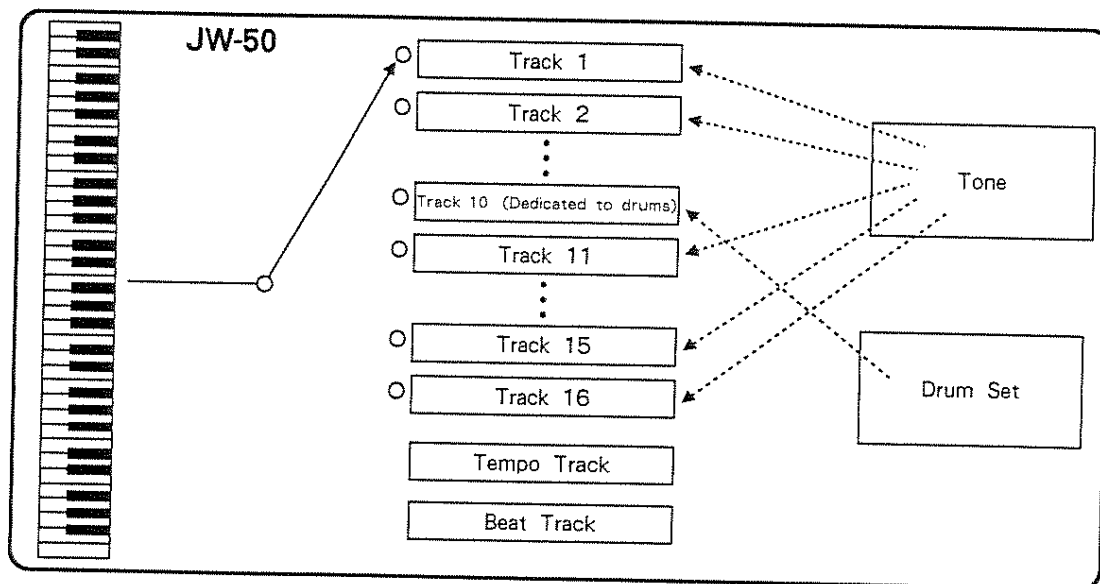 JW-50
Track 1
Track 2
Track 10 (Dedicated to drums)
Track 11
Track 15
Track 16
Tempo Track
Beat Track
Tone
Drum Set